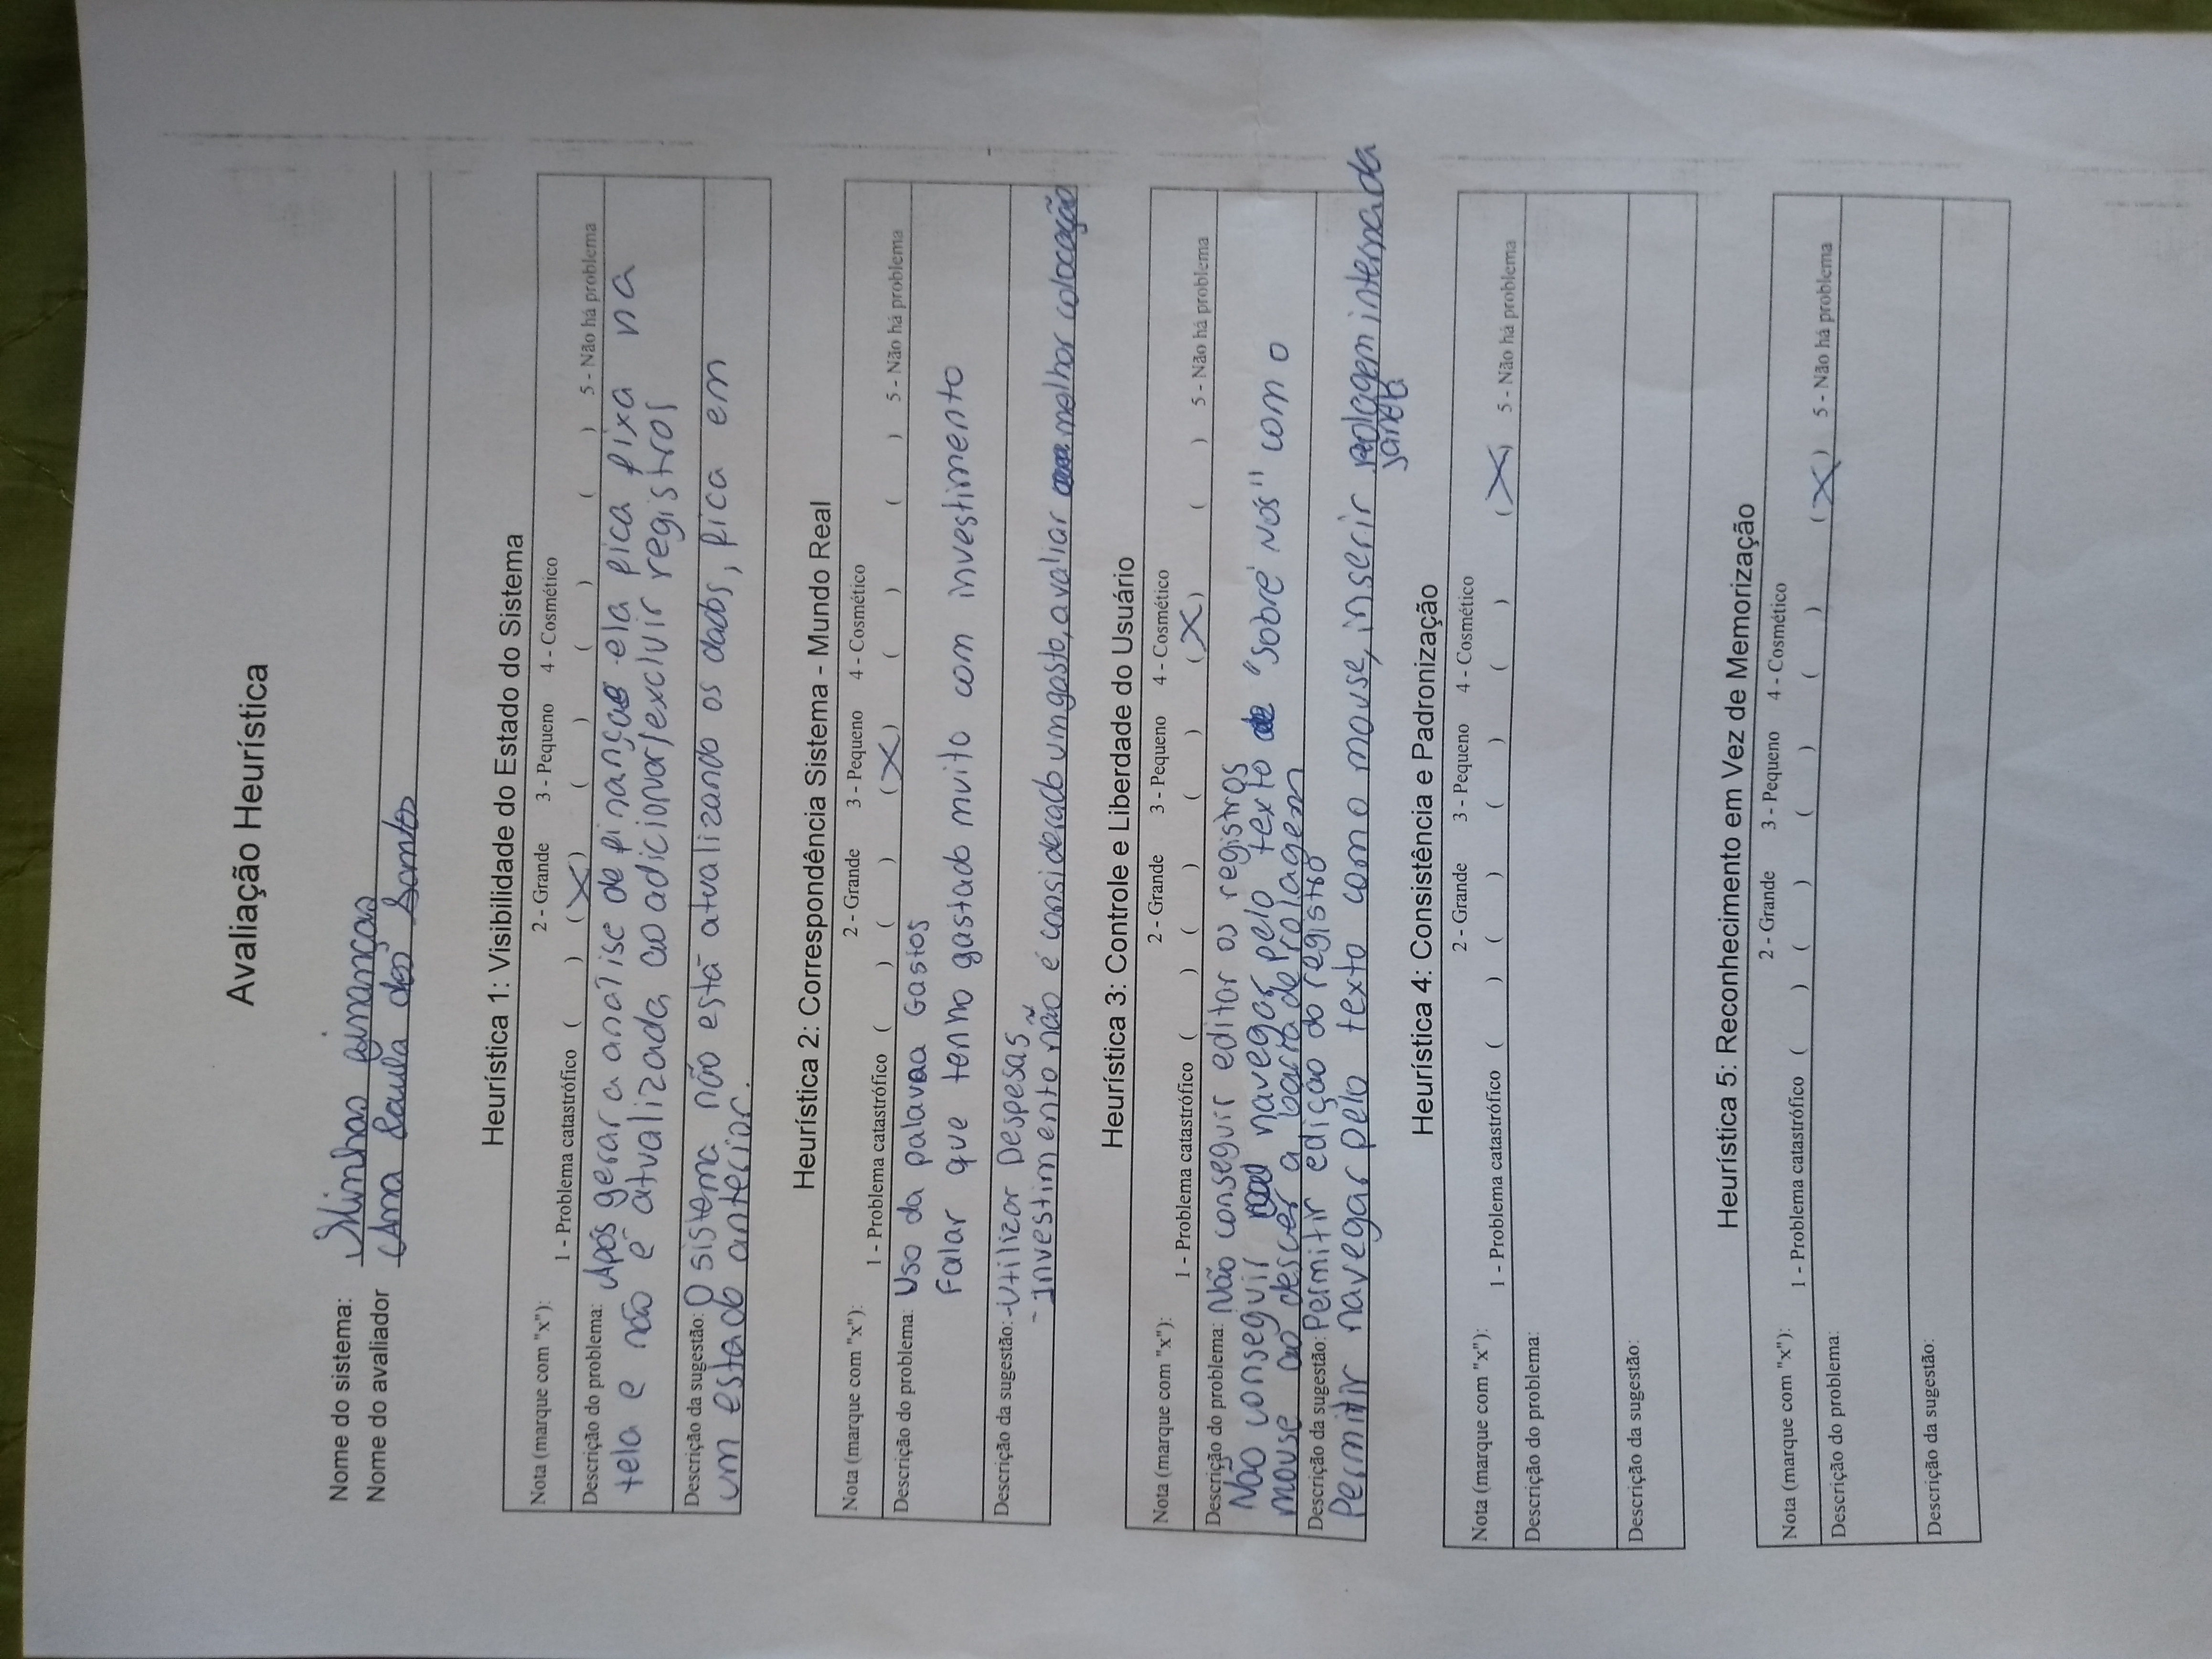 Avaliação Heurística
Nome do sistema: Minhas finanças
Nome do avaliador Ana Paula dos Santos
Heurística 1: Visibilidade do Estado do Sistema
Nota (marque com "x"):
1 - Problema catastrófico 2 - Grande 3 - Pequeno 4 - Cosmético 5 - Não há problema
( ) (X) ( ) ( ) ( )
Descrição do problema: Após gerar a analise de finanças ela fica fixa na
tela e não é atualizada ao adicionar/excluir registros
Descrição da sugestão: O sistema não está atualizando os dados, fica em
um estado anterior.
Heurística 2: Correspondência Sistema - Mundo Real
Nota (marque com "x"):
1 - Problema catastrófico 2 - Grande 3 - Pequeno 4 - Cosmético 5 - Não há problema
( ) ( ) (X) ( ) ( )
Descrição do problema: Uso da palavra Gastos
Falar que tenho gastado muito com investimento
Descrição da sugestão: -Utilizar Despesas
- Investimento não é considerado um gasto, avaliar melhor colocação
Heurística 3: Controle e Liberdade do Usuário
Nota (marque com "x"):
1 - Problema catastrófico 2 - Grande 3 - Pequeno 4 - Cosmético 5 - Não há problema
( ) ( ) ( ) (X) ( )
Descrição do problema: Não conseguir editar os registros
Não conseguir navegar pelo texto de "Sobre Nós" com o
mouse ao descer a barra de rolagem
Descrição da sugestão: Permitir edição do registro
Permitir navegar pelo texto com o mouse, inserir rolagem interna da
janela
Heurística 4: Consistência e Padronização
Nota (marque com "x"):
1 - Problema catastrófico 2 - Grande 3 - Pequeno 4 - Cosmético 5 - Não há problema
( ) ( ) ( ) ( ) (X)
Descrição do problema:
Descrição da sugestão:
Heurística 5: Reconhecimento em Vez de Memorização
Nota (marque com "x"):
1 - Problema catastrófico 2 - Grande 3 - Pequeno 4 - Cosmético 5 - Não há problema
( ) ( ) ( ) ( ) (X)
Descrição do problema:
Descrição da sugestão: